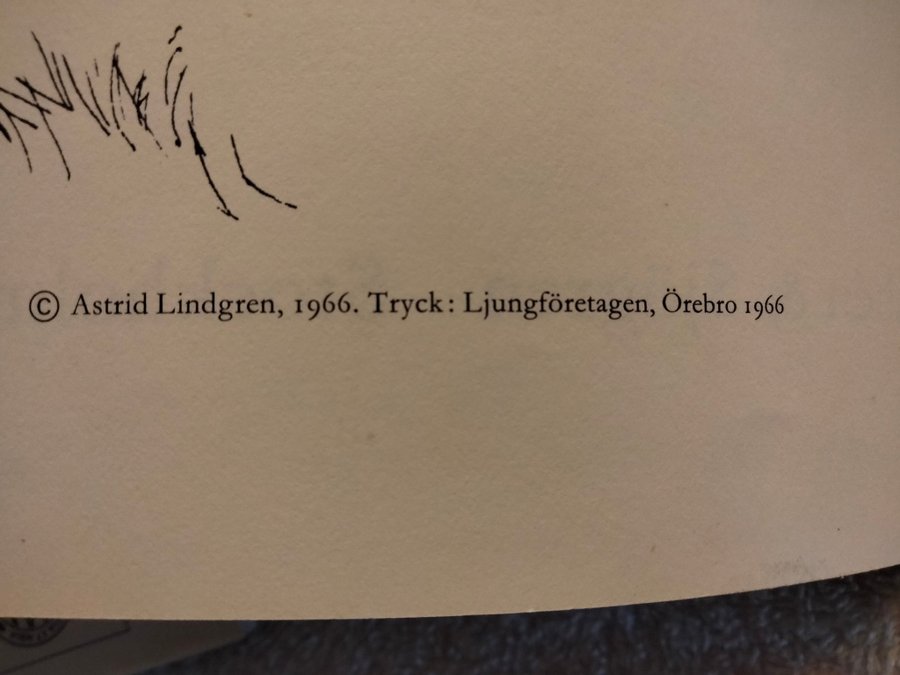 © Astrid Lindgren, 1966. Tryck: Ljungföretagen, Örebro 1966